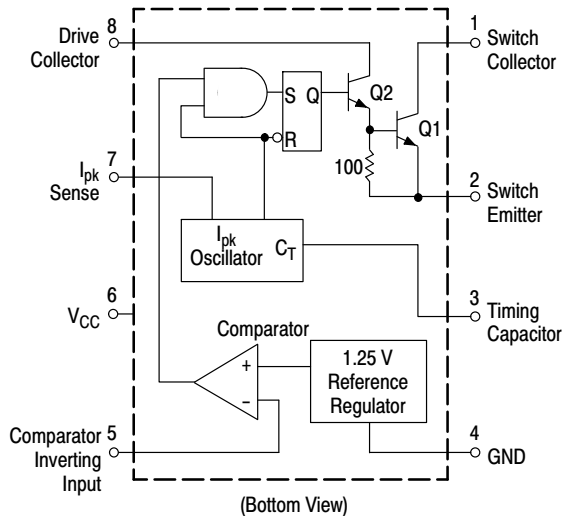 8
Drive
Collector
1
Switch
Collector
S Q
R
Q2
Q1
100
7
Ipk
Sense
2
Switch
Emitter
Ipk
Oscillator
CT
6
VCC
3
Timing
Capacitor
Comparator
+
–
1.25 V
Reference
Regulator
5
Comparator
Inverting
Input
4
GND
(Bottom View)